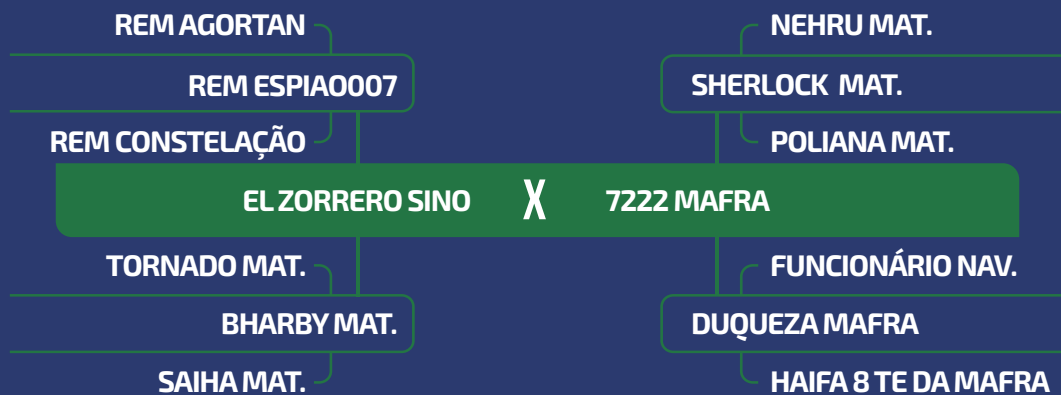 REM AGORTAN
NEHRU MAT.
REM ESPIAO007
SHERLOCK MAT.
REM CONSTELAÇÃO
POLIANA MAT.
EL ZORRERO SINO X 7222 MAFRA
TORNADO MAT.
FUNCIONÁRIO NAV.
BHARBY MAT.
DUQUEZA MAFRA
SAIHA MAT.
HAIFA 8 TE DA MAFRA